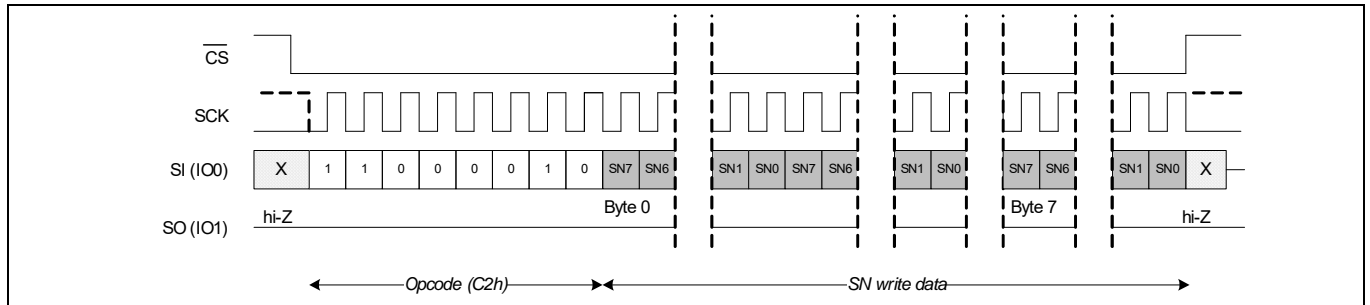 CS
SCK
SI (IO0) X 1 1 0 0 0 0 1 0 SN7 SN6 SN1 SN0 SN7 SN6 SN1 SN0 SN7 SN6 SN1 SN0 X
Byte 0 Byte 7
hi-Z hi-Z
SO (IO1)
Opcode (C2h) SN write data